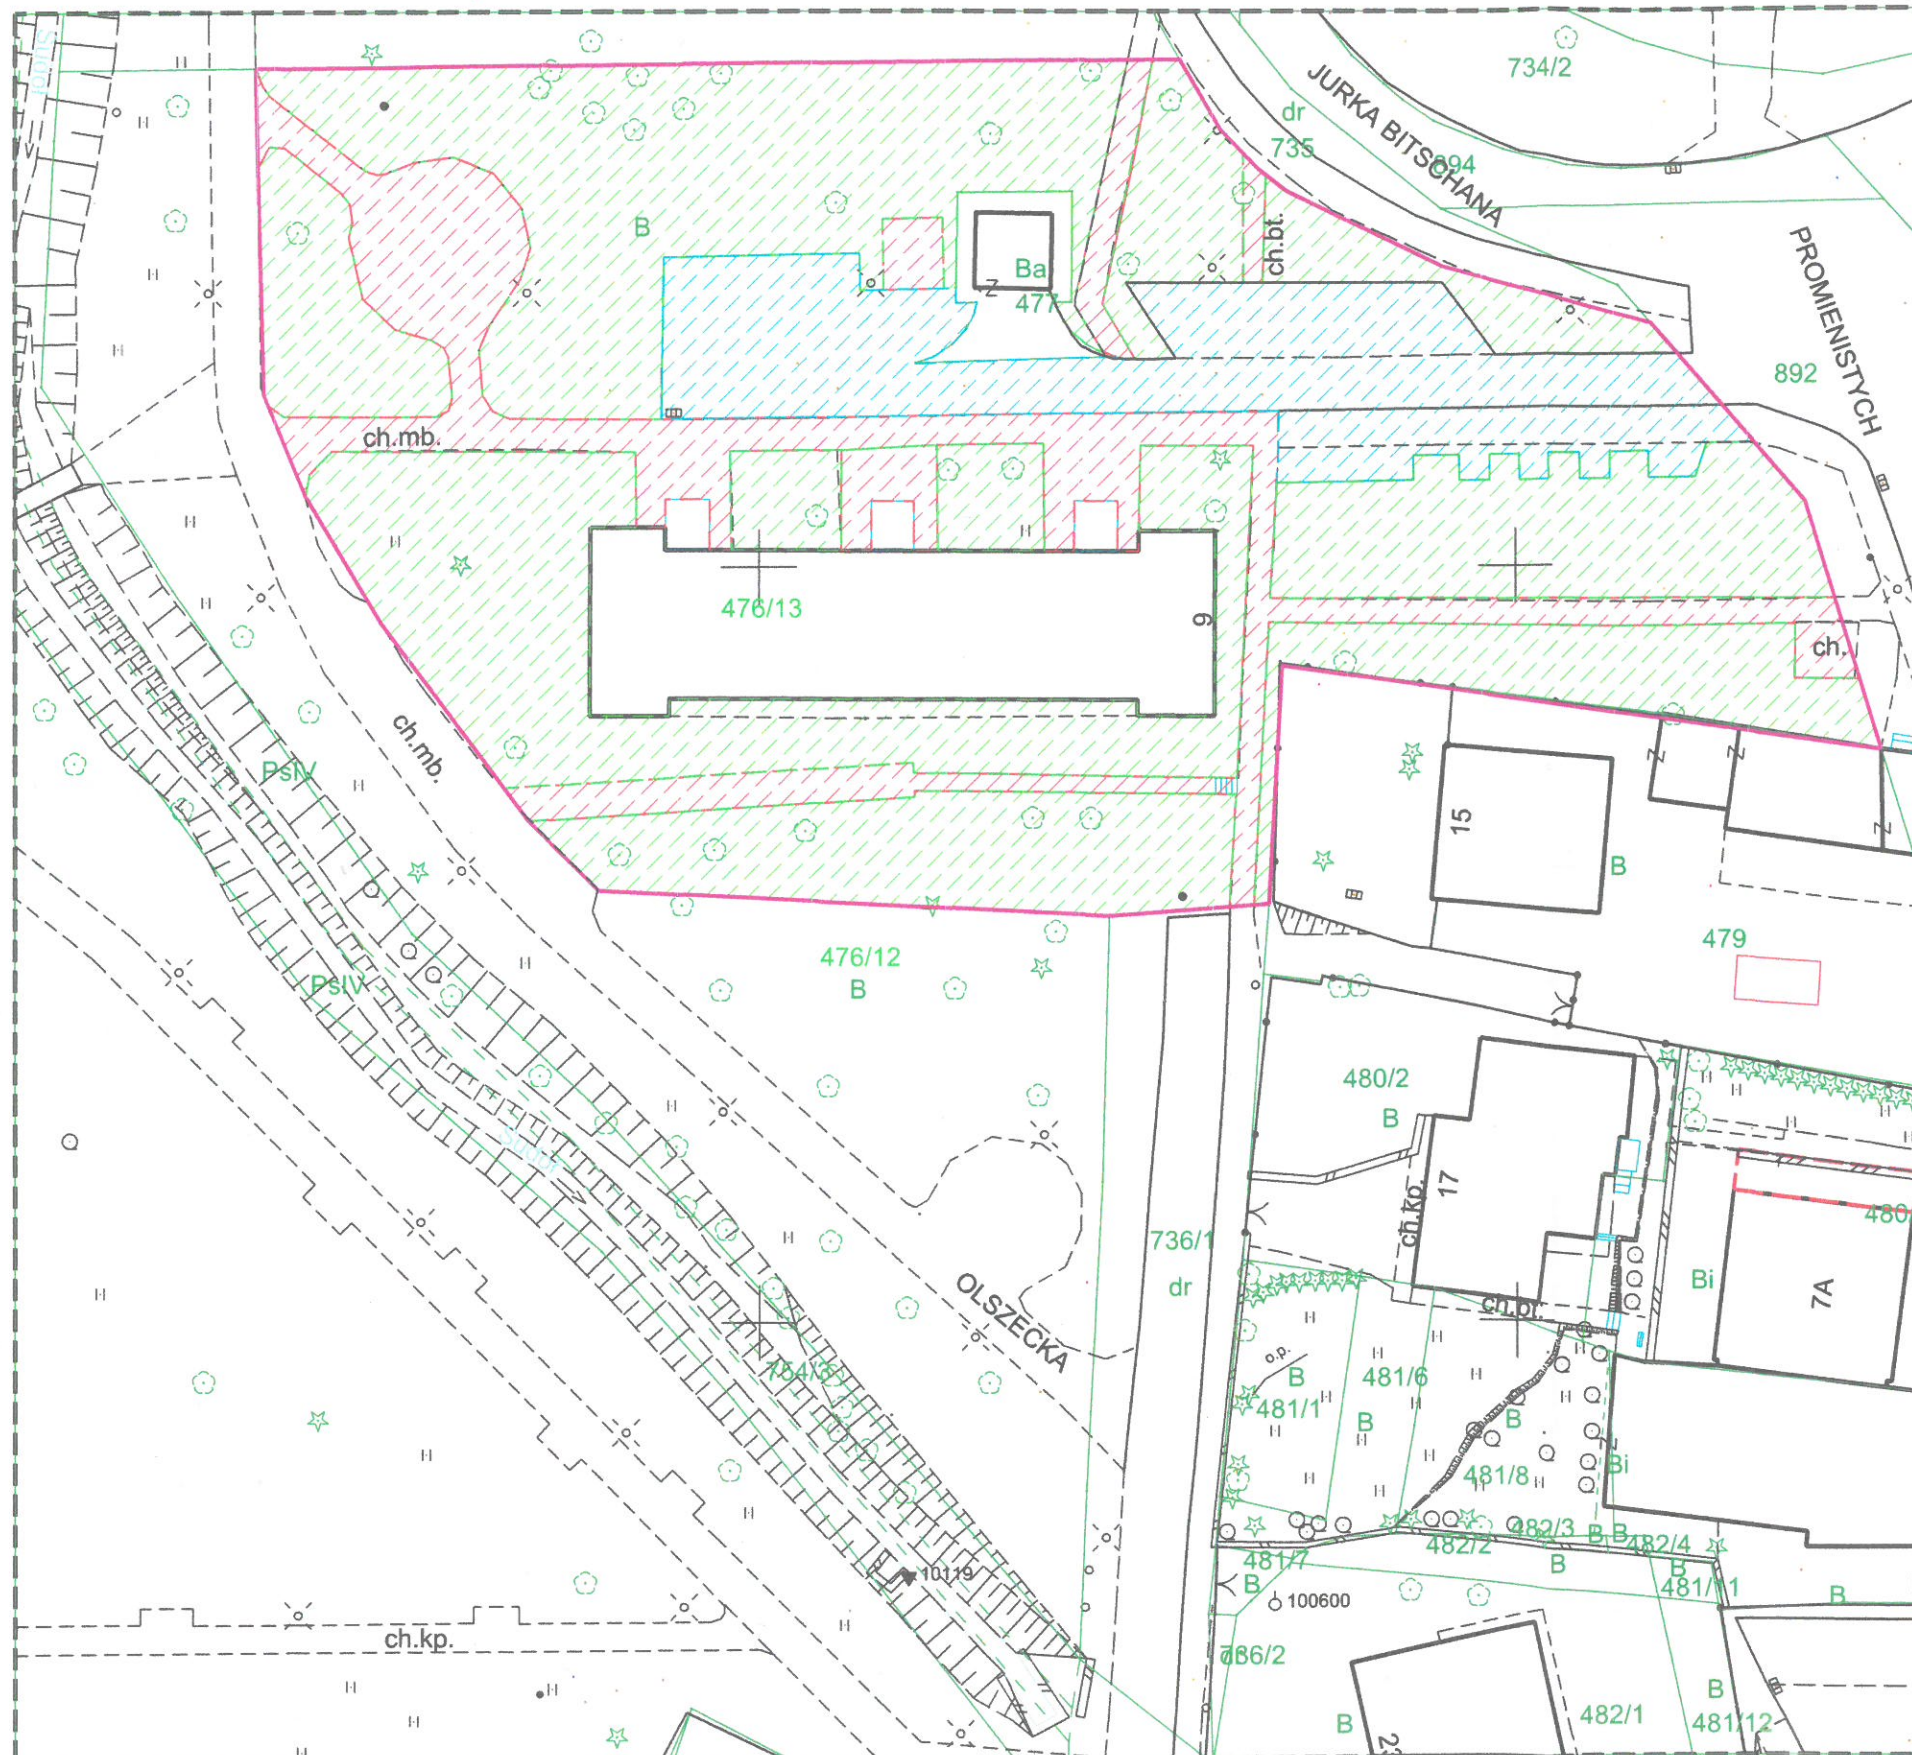 Sudoł
734/2
JURKA BITSCHANA
dr
735
894
PROMIENISTYCH
B
ch.bt.
Ba
Z
477
892
ch.mb.
476/13
9
ch.
ch.mb.
PsIV
Z
Z
15
Z
B
479
476/12
B
PsIV
480/2
B
17
ch.kp.
736/1
dr
480
Bi
7A
ch.bt.
OLSZECKA
o.p.
B
481/6
481/1
B
B
754/3
481/8
Bi
482/3
B
B
482/4
482/2
481/7
B
B
481/11
B
B
10119
100600
ch.kp.
736/2
B
482/1
481/12
B